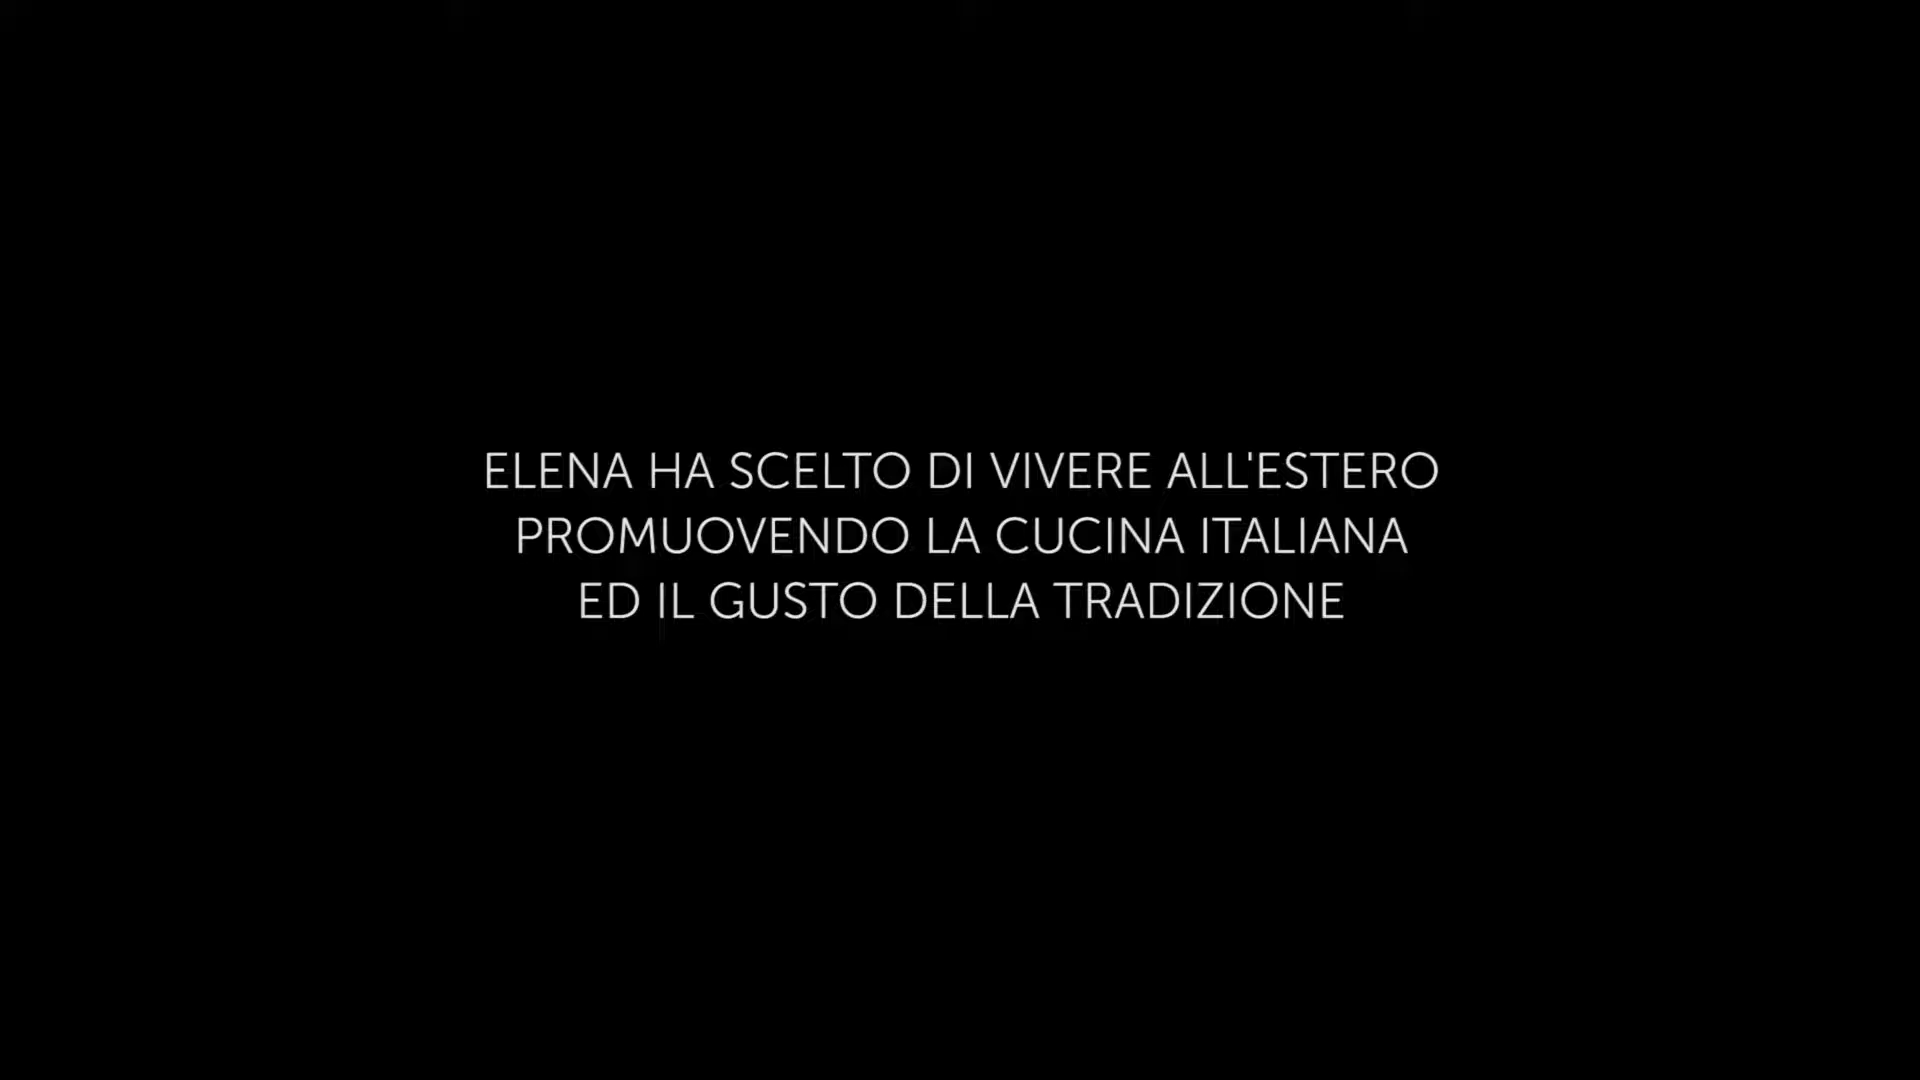 ELENA HA SCELTO DI VIVERE ALL'ESTERO
PROMUOVENDO LA CUCINA ITALIANA
ED IL GUSTO DELLA TRADIZIONE